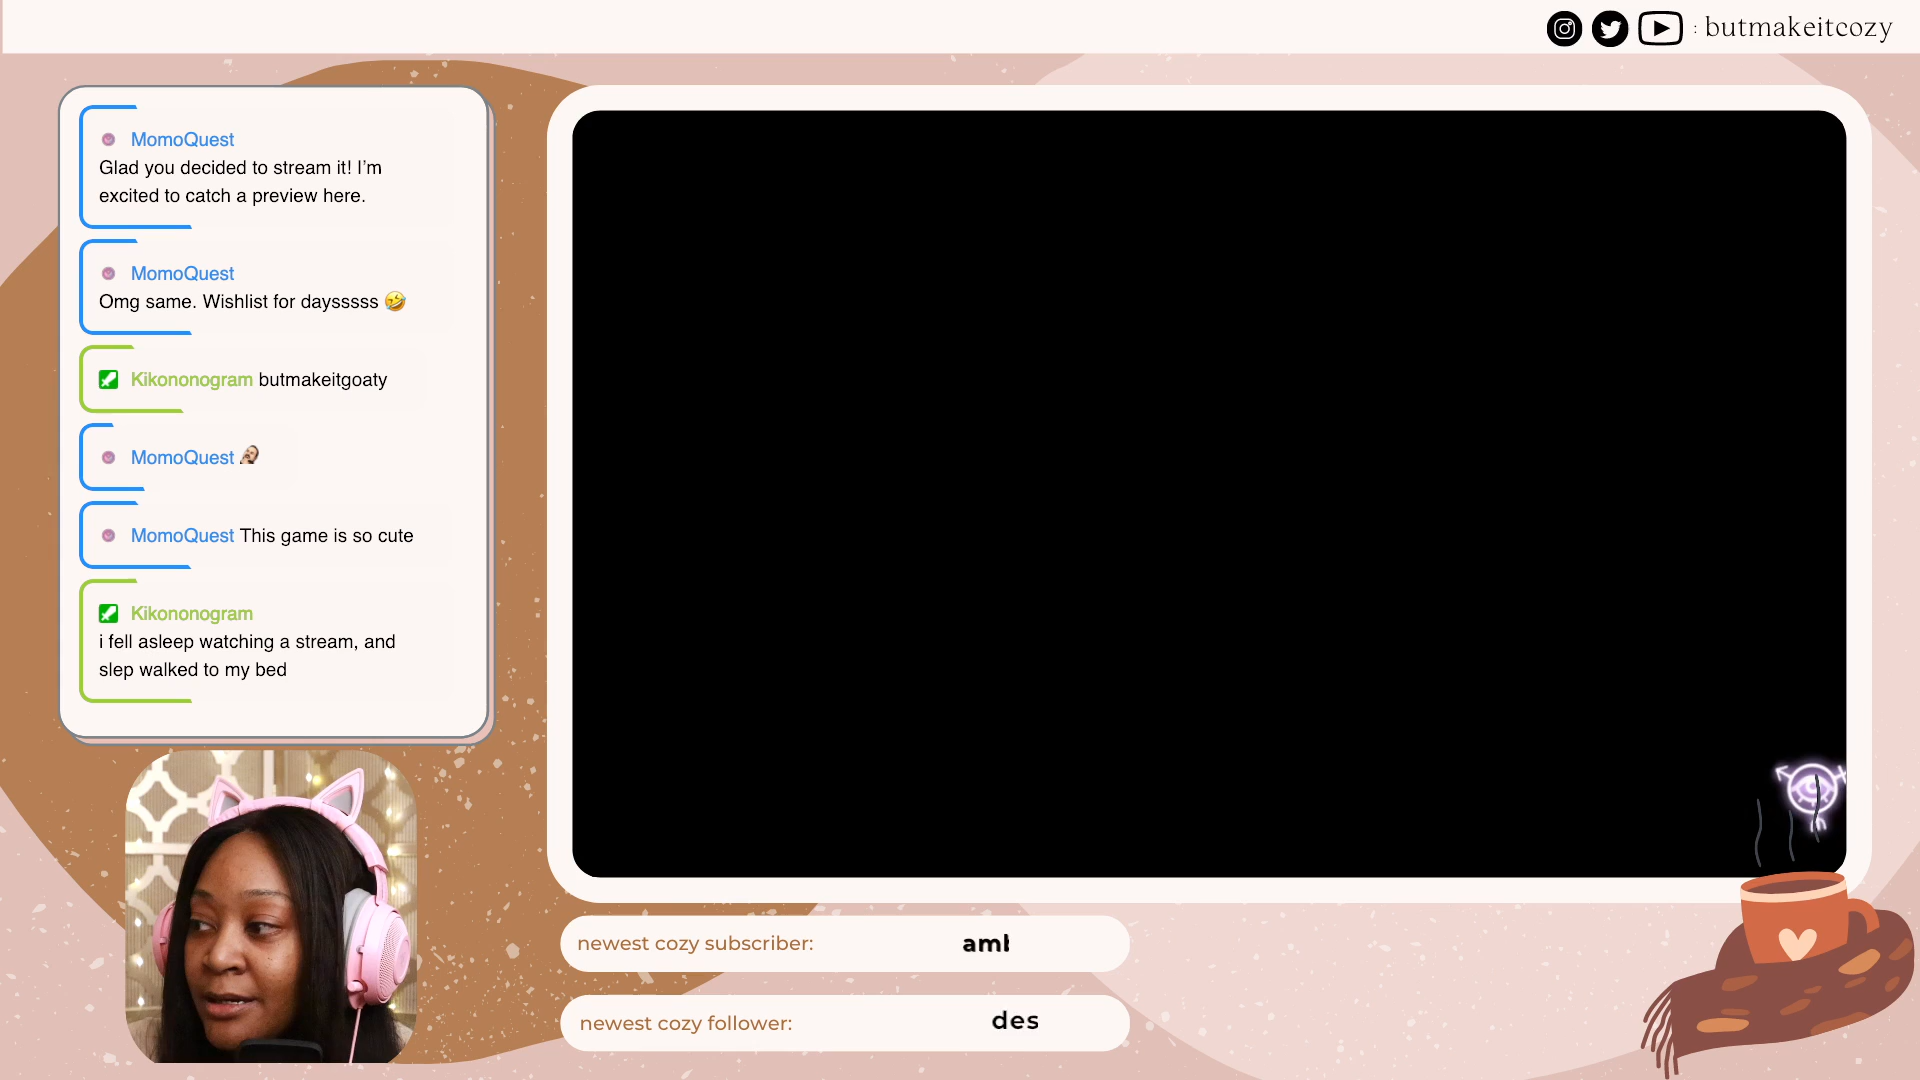 : butmakeitcozy
MomoQuest
Glad you decided to stream it! I'm
excited to catch a preview here.
MomoQuest
Omg same. Wishlist for daysssss 🤣
Kikononogram butmakeitgoaty
MomoQuest
MomoQuest This game is so cute
Kikononogram
i fell asleep watching a stream, and
slep walked to my bed
newest cozy subscriber:
newest cozy follower: des